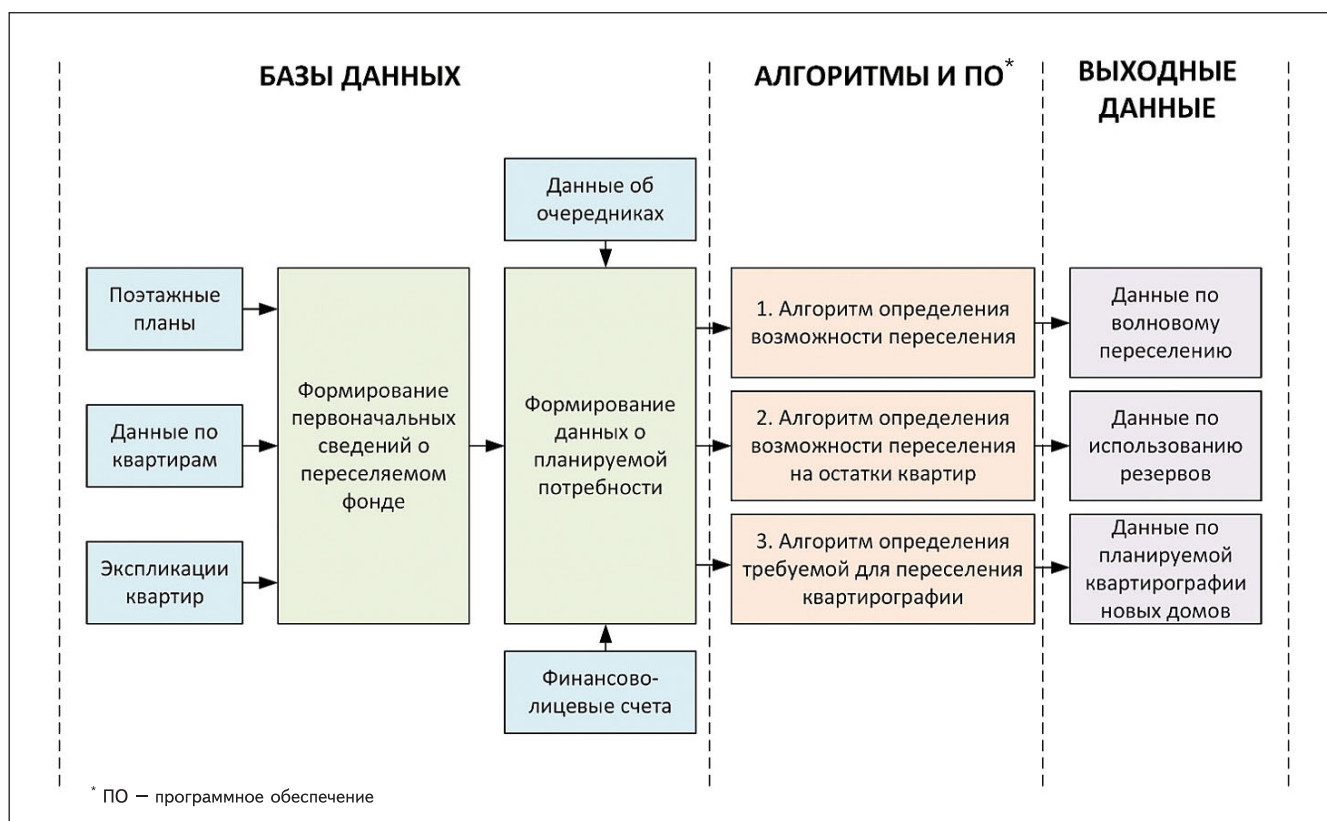 БАЗЫ ДАННЫХ
АЛГОРИТМЫ И ПО*
ВЫХОДНЫЕ
ДАННЫЕ
Данные об
очередниках
Поэтажные
планы
Данные по
квартирам
Экспликации
квартир
Формирование
первоначальных
сведений о
переселяемом
фонде
Формирование
данных о
планируемой
потребности
Финансово-
лицевые счета
1. Алгоритм определения
возможности переселения
2. Алгоритм определения
возможности переселения
на остатки квартир
3. Алгоритм определения
требуемой для переселения
квартирографии
Данные по
волновому
переселению
Данные по
использованию
резервов
Данные по
планируемой
квартирографии
новых домов
* ПО – программное обеспечение